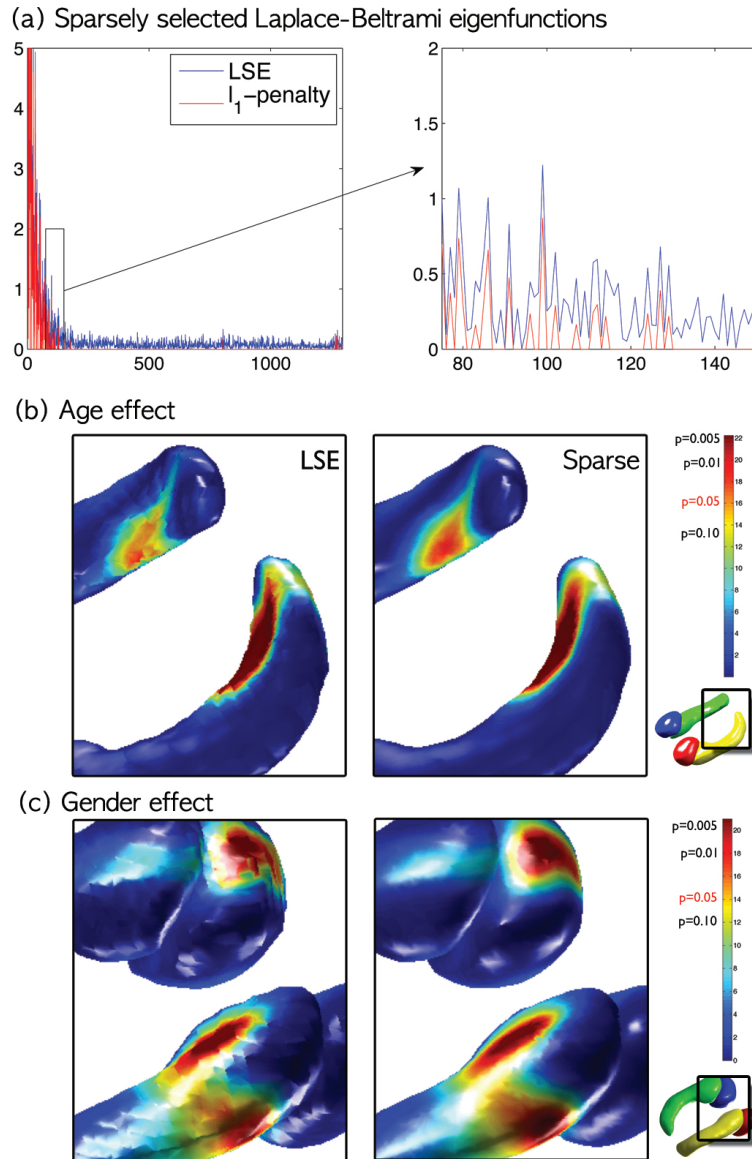 (a) Sparsely selected Laplace-Beltrami eigenfunctions
5
4
3
2
1
0
0 500 1000
LSE
l1-penalty
2
1.5
1
0.5
0
80 100 120 140
(b) Age effect
LSE
Sparse
p=0.005
p=0.01
p=0.05
p=0.10
22
20
18
16
14
12
10
8
6
4
2
(c) Gender effect
p=0.005
p=0.01
p=0.05
p=0.10
20
18
16
14
12
10
8
6
4
2
0